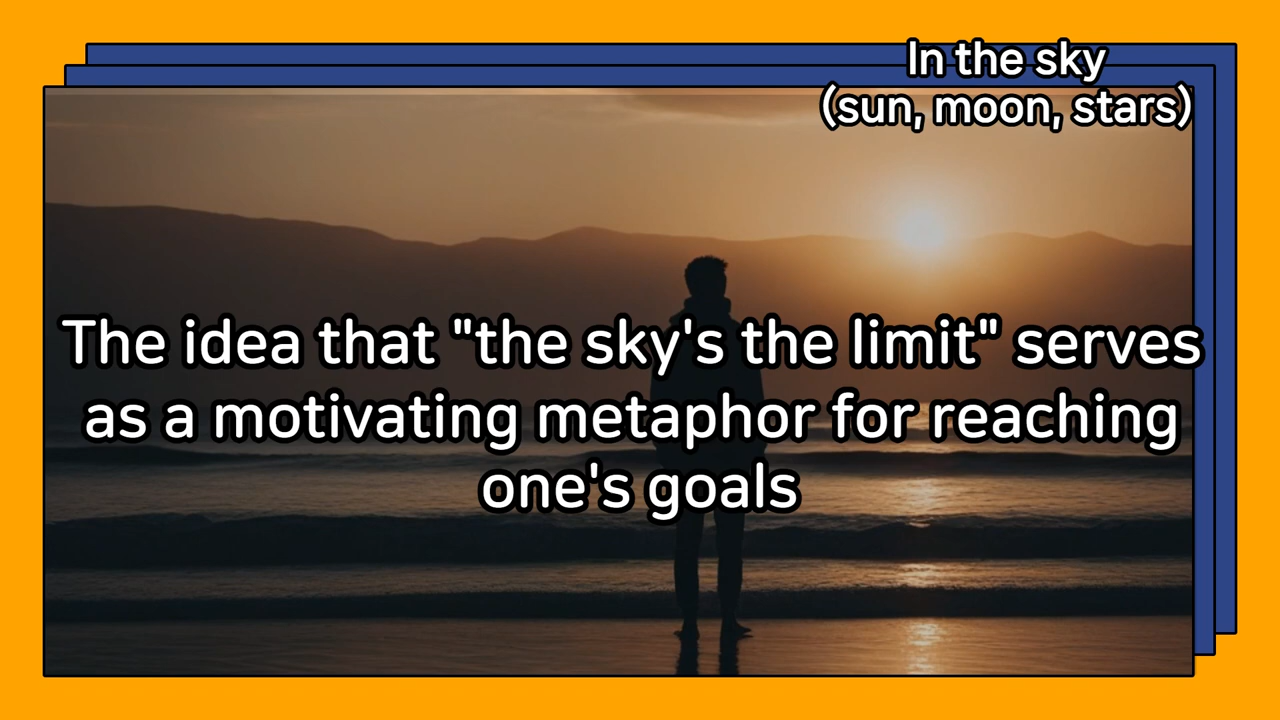 In the sky
(sun, moon, stars)
The idea that "the sky's the limit" serves
as a motivating metaphor for reaching
one's goals